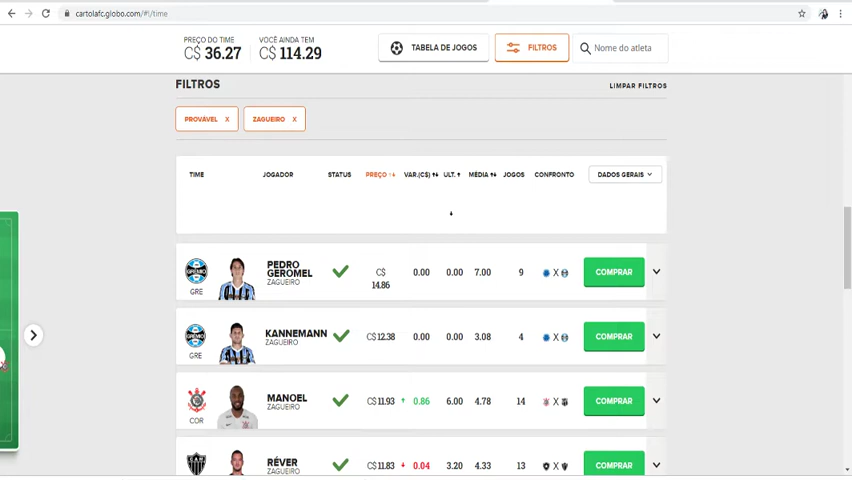 cartolafc.globo.com/#!/time
PREÇO DO TIME
C$ 36.27
VOCÊ AINDA TEM
C$ 114.29
TABELA DE JOGOS
FILTROS
Nome do atleta
FILTROS
LIMPAR FILTROS
PROVÁVEL X
ZAGUEIRO X
TIME JOGADOR STATUS PREÇO VAR.(C$) ULT. MÉDIA JOGOS CONFRONTO DADOS GERAIS
GRE
PEDRO
GEROMEL
ZAGUEIRO
C$
14.86
0.00 0.00 7.00 9 X COMPRAR
GRE
KANNEMANN
ZAGUEIRO
C$12.38 0.00 0.00 3.08 4 X COMPRAR
COR
MANOEL
ZAGUEIRO
C$11.93 0.86 6.00 4.78 14 X COMPRAR
RÉVER
ZAGUEIRO
C$11.83 0.04 3.20 4.33 13 X COMPRAR